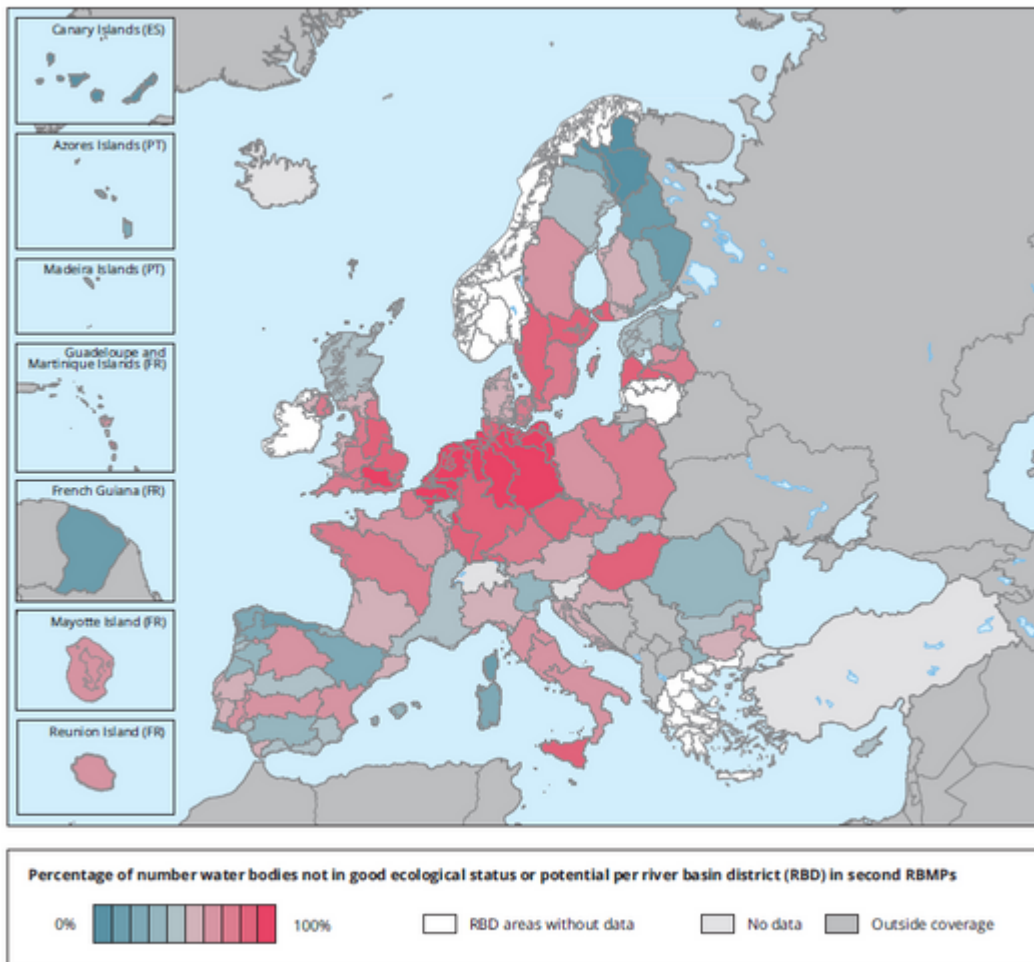 Canary Islands (ES)
Azores Islands (PT)
Madeira Islands (PT)
Guadeloupe and
Martinique Islands (FR)
French Guiana (FR)
Mayotte Island (FR)
Reunion Island (FR)
Percentage of number water bodies not in good ecological status or potential per river basin district (RBD) in second RBMPs
0% 100% RBD areas without data No data Outside coverage